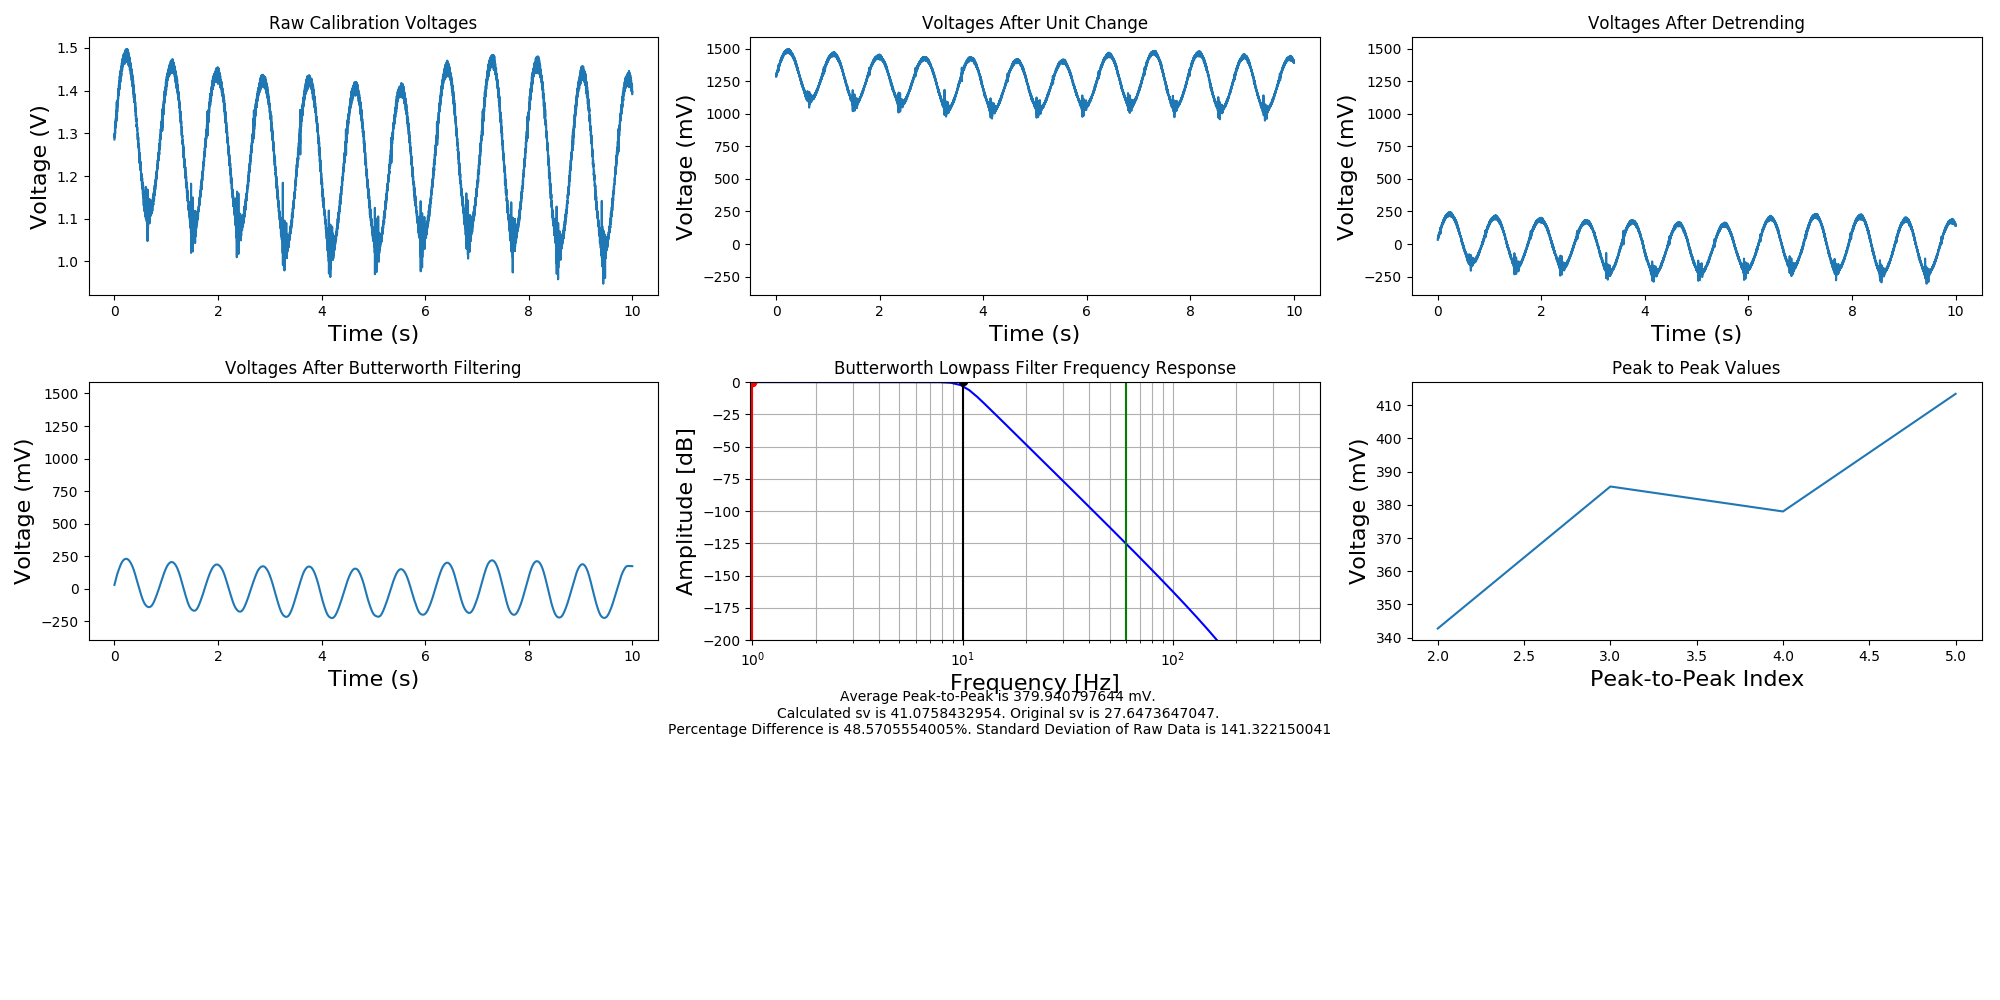 Raw Calibration Voltages
Voltage (V)
1.5
1.4
1.3
1.2
1.1
1.0
0 2 4 6 8 10
Time (s)
Voltages After Unit Change
Voltage (mV)
1500
1250
1000
750
500
250
0
−250
0 2 4 6 8 10
Time (s)
Voltages After Detrending
Voltage (mV)
1500
1250
1000
750
500
250
0
−250
0 2 4 6 8 10
Time (s)
Voltages After Butterworth Filtering
Voltage (mV)
1500
1250
1000
750
500
250
0
−250
0 2 4 6 8 10
Time (s)
Butterworth Lowpass Filter Frequency Response
Amplitude [dB]
0
−25
−50
−75
−100
−125
−150
−175
−200
10⁰ 10¹ 10²
Frequency [Hz]
Peak to Peak Values
Voltage (mV)
410
400
390
380
370
360
350
340
2.0 2.5 3.0 3.5 4.0 4.5 5.0
Peak-to-Peak Index
Average Peak-to-Peak is 379.940797644 mV.
Calculated sv is 41.0758432954. Original sv is 27.6473647047.
Percentage Difference is 48.5705554005%. Standard Deviation of Raw Data is 141.322150041